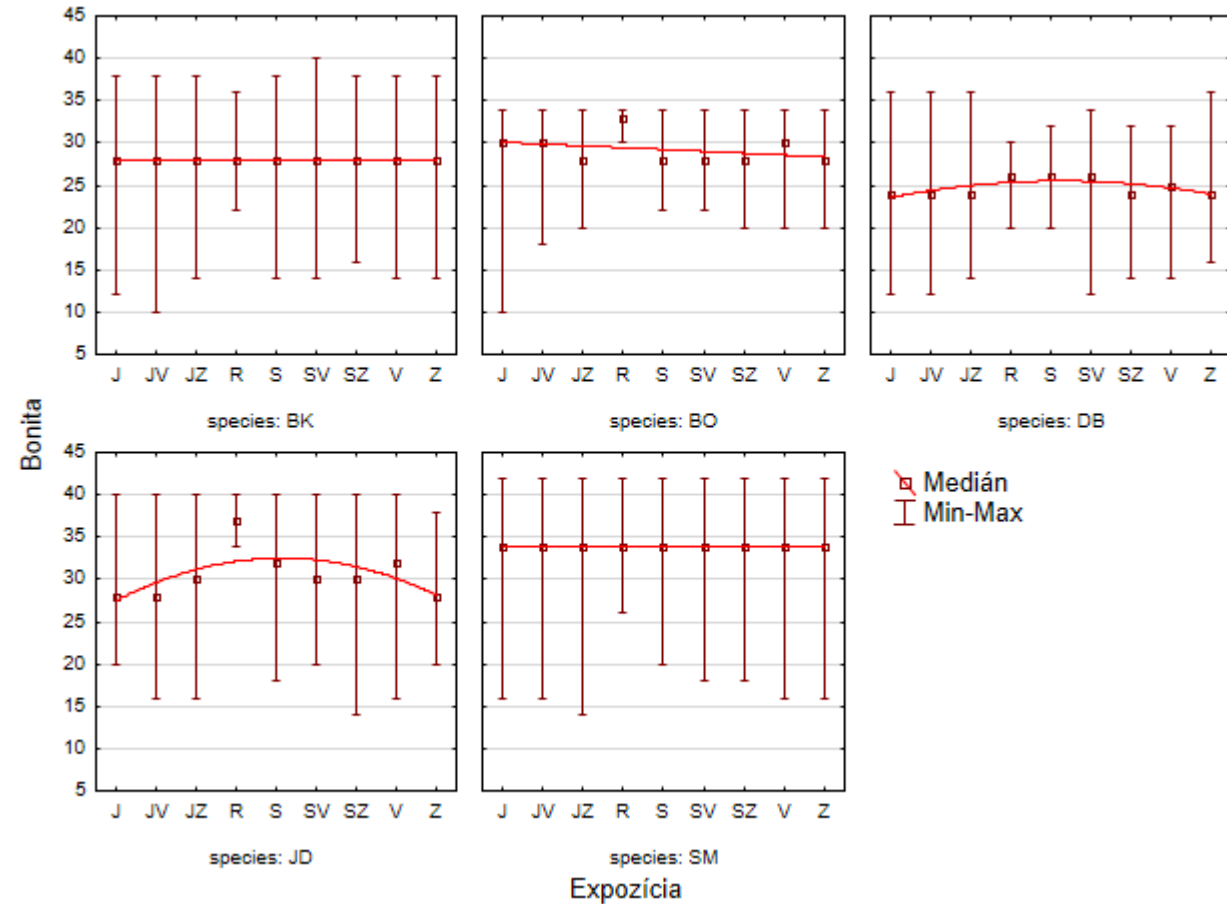 45
40
35
30
25
20
15
10
5
J JV JZ R S SV SZ V Z
species: BK
J JV JZ R S SV SZ V Z
species: BO
J JV JZ R S SV SZ V Z
species: DB
Bonita
45
40
35
30
25
20
15
10
5
J JV JZ R S SV SZ V Z
species: JD
J JV JZ R S SV SZ V Z
species: SM
Medián
Min-Max
Expozícia